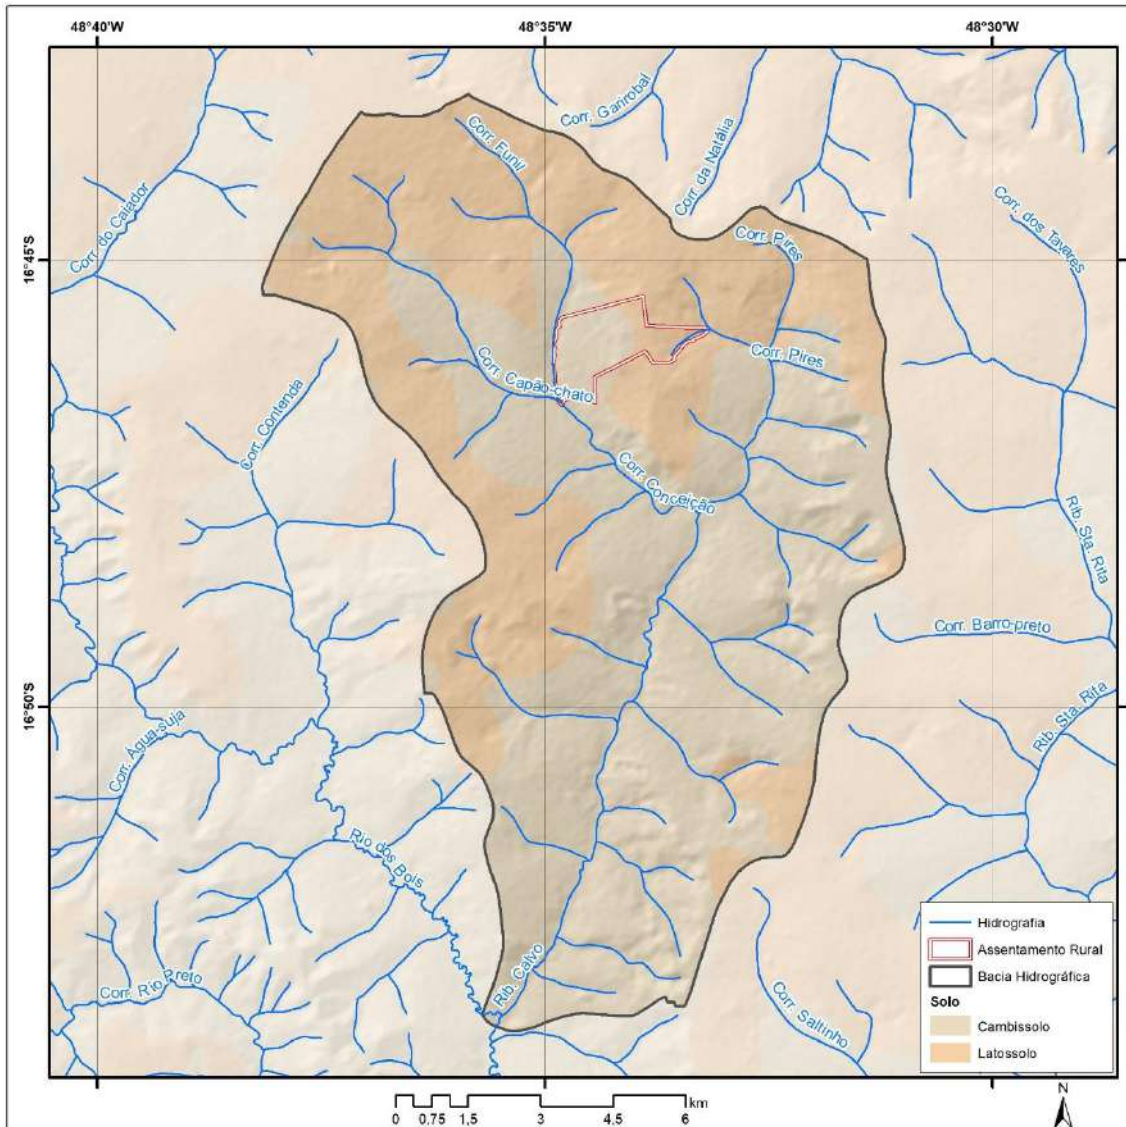 48°40'W
48°35'W
48°30'W
Corr. Garirobal
Corr. Funil
Corr. da Natália
Corr. do Caiador
Corr. dos Tavares
Corr. Pires
16°45'S
Corr. Pires
Corr. Capão-chato
Corr. Contenda
Corr. Conceição
Rib. Sta. Rita
Corr. Barro-preto
16°50'S
Rib. Sta. Rita
Corr. Água-suja
Rio dos Bois
Hidrografia
Assentamento Rural
Rib. Calvo
Corr. Rio Preto
Bacia Hidrográfica
Solo
Corr. Saltinho
Cambissolo
Latossolo
km
0 0,75 1,5 3 4,5 6
N